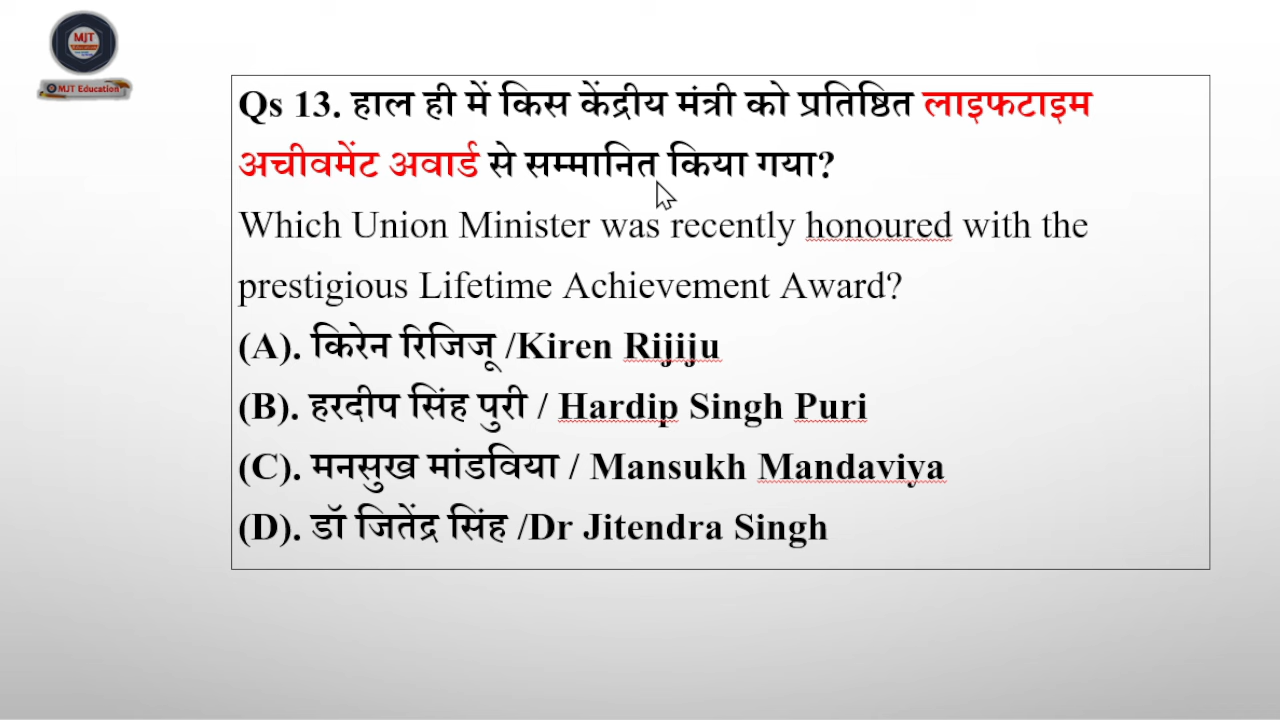 MJT
MJT Education
Qs 13. हाल ही में किस केंद्रीय मंत्री को प्रतिष्ठित लाइफटाइम
अचीवमेंट अवार्ड से सम्मानित किया गया?
Which Union Minister was recently honoured with the
prestigious Lifetime Achievement Award?
(A). किरेन रिजिजू /Kiren Rijiju
(B). हरदीप सिंह पुरी / Hardip Singh Puri
(C). मनसुख मांडविया / Mansukh Mandaviya
(D). डॉ जितेंद्र सिंह /Dr Jitendra Singh